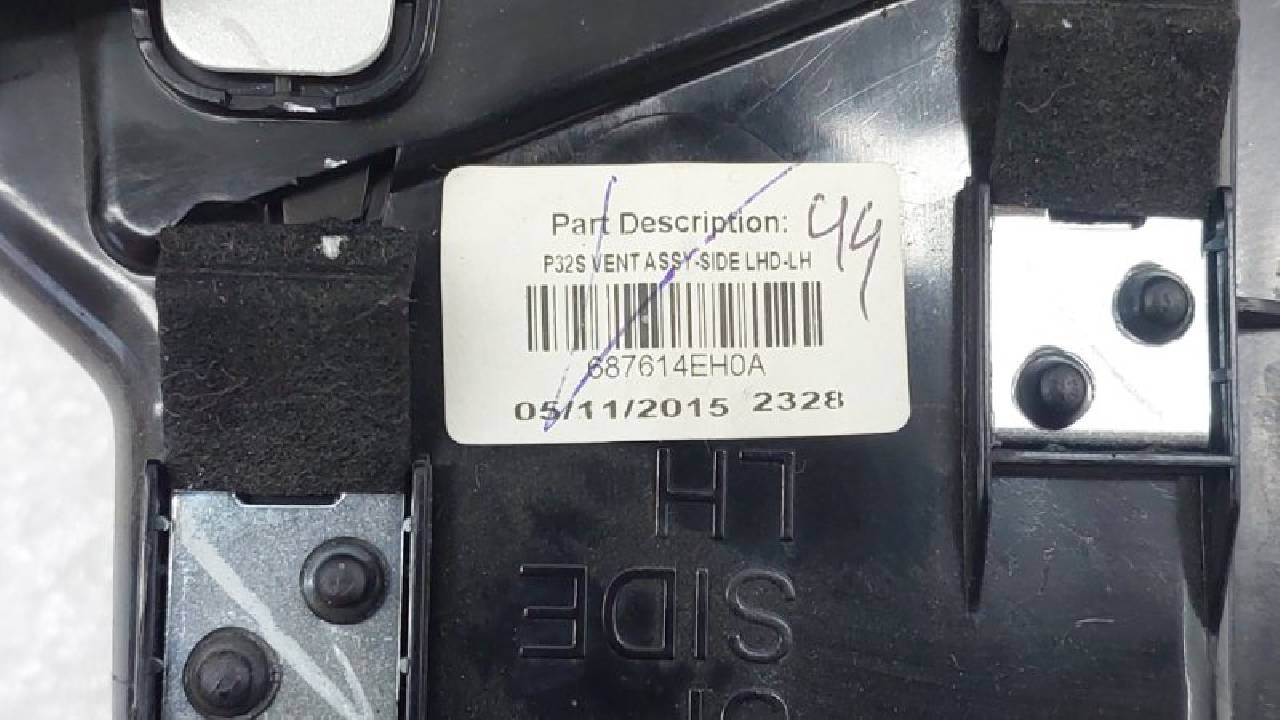 Part Description: 44
P32S VENT ASSY-SIDE LHD-LH
687614EH0A
05/11/2015 2328
LH
SIDE